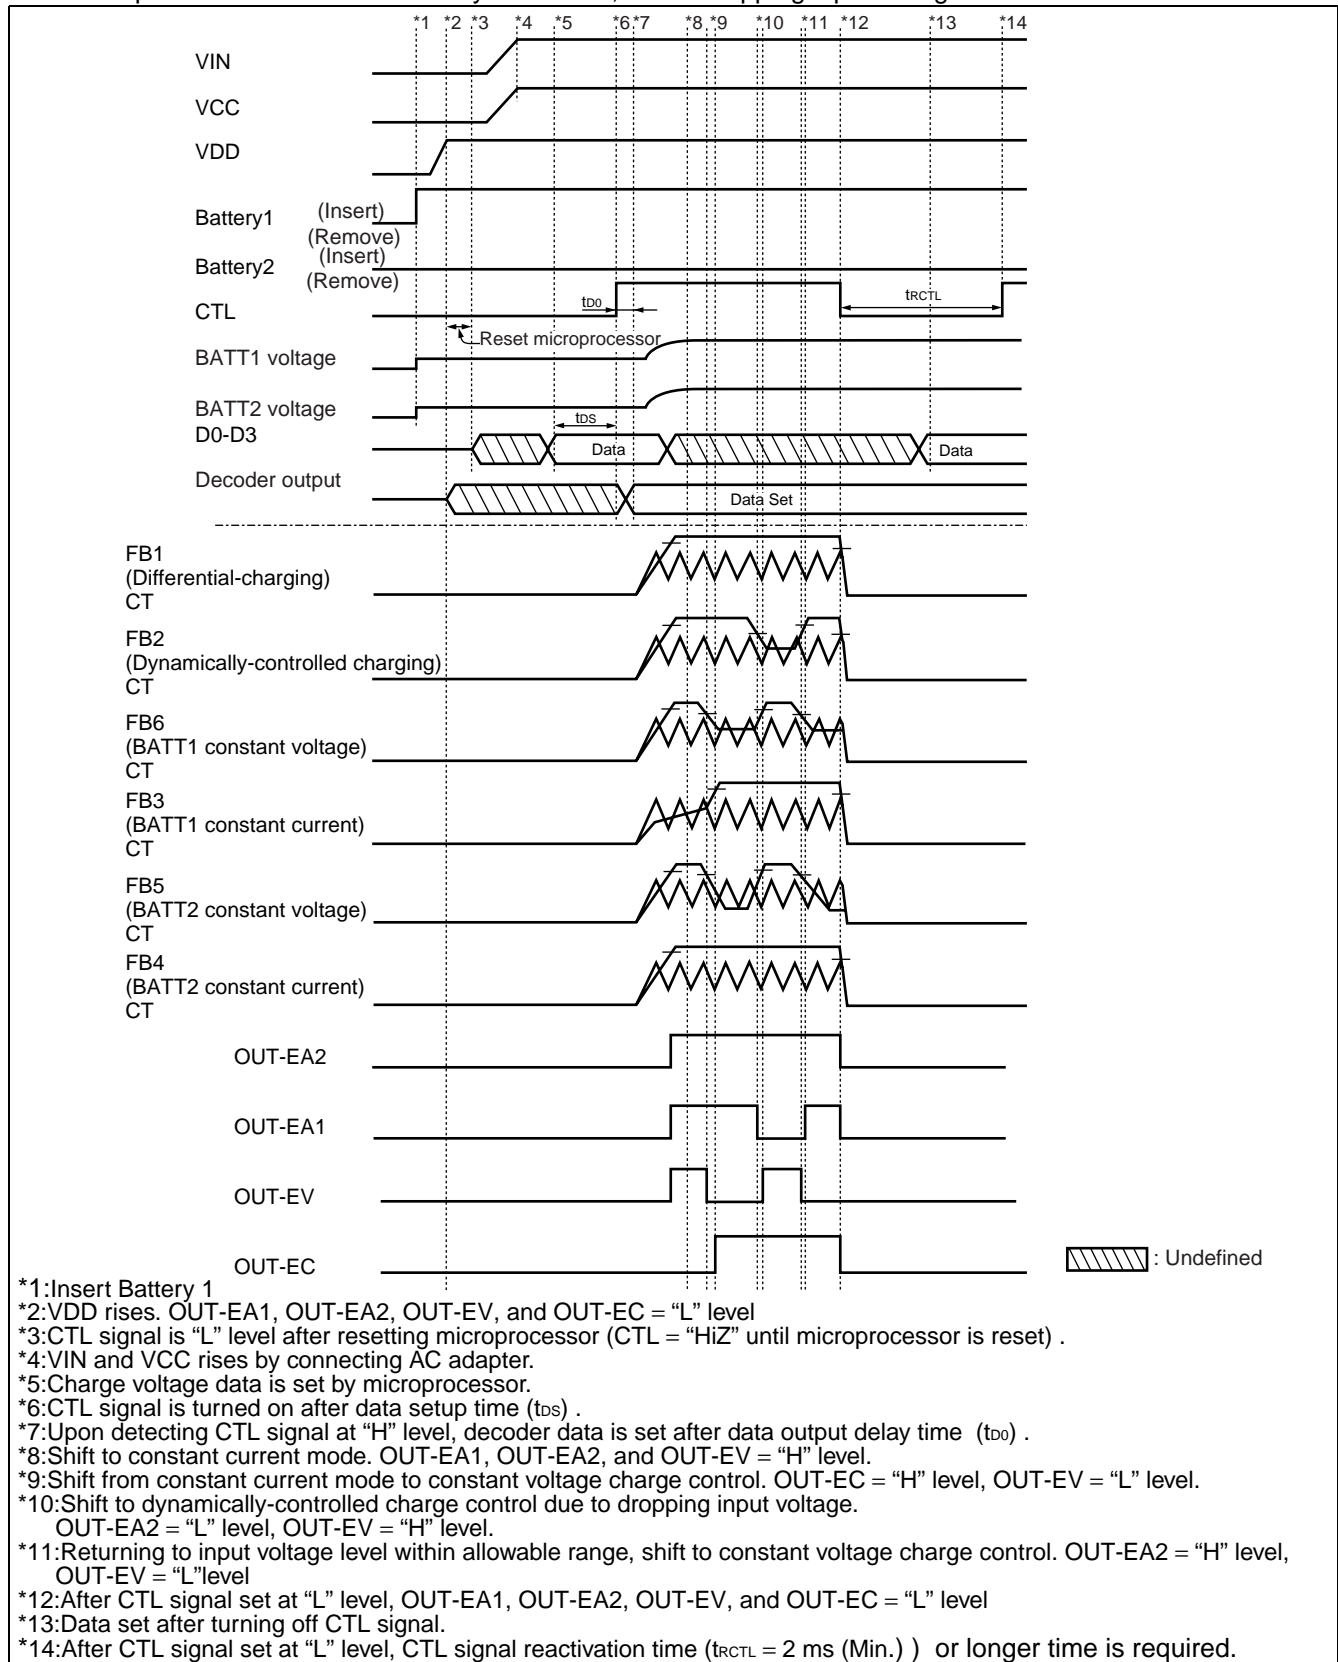 *1 *2 *3 *4 *5 *6 *7 *8 *9 *10 *11 *12 *13 *14
VIN
VCC
VDD
Battery1 (Insert)
(Remove)
Battery2 (Insert)
(Remove)
CTL
tD0
tRCTL
Reset microprocessor
BATT1 voltage
BATT2 voltage
tDS
D0-D3
Data
Data
Decoder output
Data Set
FB1
(Differential-charging)
CT
FB2
(Dynamically-controlled charging)
CT
FB6
(BATT1 constant voltage)
CT
FB3
(BATT1 constant current)
CT
FB5
(BATT2 constant voltage)
CT
FB4
(BATT2 constant current)
CT
OUT-EA2
OUT-EA1
OUT-EV
OUT-EC
: Undefined
*1:Insert Battery 1
*2:VDD rises. OUT-EA1, OUT-EA2, OUT-EV, and OUT-EC = “L” level
*3:CTL signal is “L” level after resetting microprocessor (CTL = “HiZ” until microprocessor is reset) .
*4:VIN and VCC rises by connecting AC adapter.
*5:Charge voltage data is set by microprocessor.
*6:CTL signal is turned on after data setup time (tDS) .
*7:Upon detecting CTL signal at “H” level, decoder data is set after data output delay time (tD0) .
*8:Shift to constant current mode. OUT-EA1, OUT-EA2, and OUT-EV = “H” level.
*9:Shift from constant current mode to constant voltage charge control. OUT-EC = “H” level, OUT-EV = “L” level.
*10:Shift to dynamically-controlled charge control due to dropping input voltage.
OUT-EA2 = “L” level, OUT-EV = “H” level.
*11:Returning to input voltage level within allowable range, shift to constant voltage charge control. OUT-EA2 = “H” level,
OUT-EV = “L”level
*12:After CTL signal set at “L” level, OUT-EA1, OUT-EA2, OUT-EV, and OUT-EC = “L” level
*13:Data set after turning off CTL signal.
*14:After CTL signal set at “L” level, CTL signal reactivation time (tRCTL = 2 ms (Min.) ) or longer time is required.